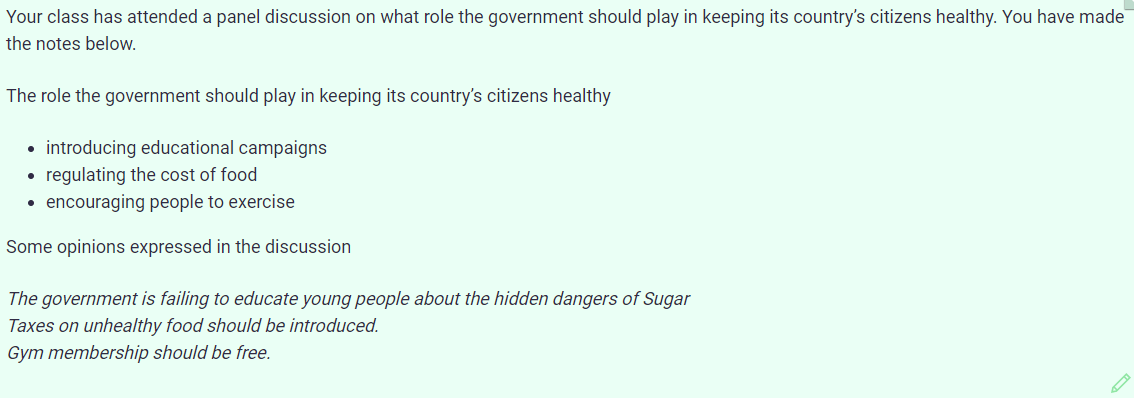 Your class has attended a panel discussion on what role the government should play in keeping its country's citizens healthy. You have made
the notes below.
The role the government should play in keeping its country's citizens healthy
• introducing educational campaigns
• regulating the cost of food
• encouraging people to exercise
Some opinions expressed in the discussion
The government is failing to educate young people about the hidden dangers of Sugar
Taxes on unhealthy food should be introduced.
Gym membership should be free.